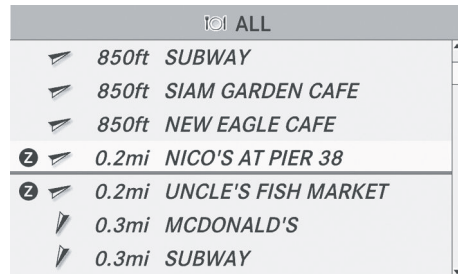 ALL
850ft SUBWAY
850ft SIAM GARDEN CAFE
850ft NEW EAGLE CAFE
Z 0.2mi NICO'S AT PIER 38
Z 0.2mi UNCLE'S FISH MARKET
0.3mi MCDONALD'S
0.3mi SUBWAY